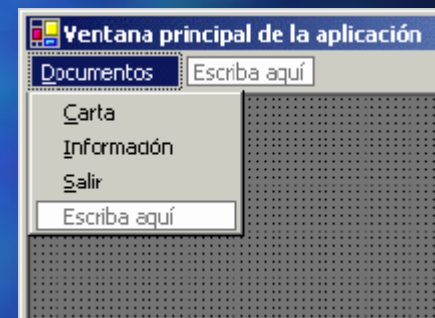 Ventana principal de la aplicación
Documentos Escriba aquí
Carta
Información
Salir
Escriba aquí